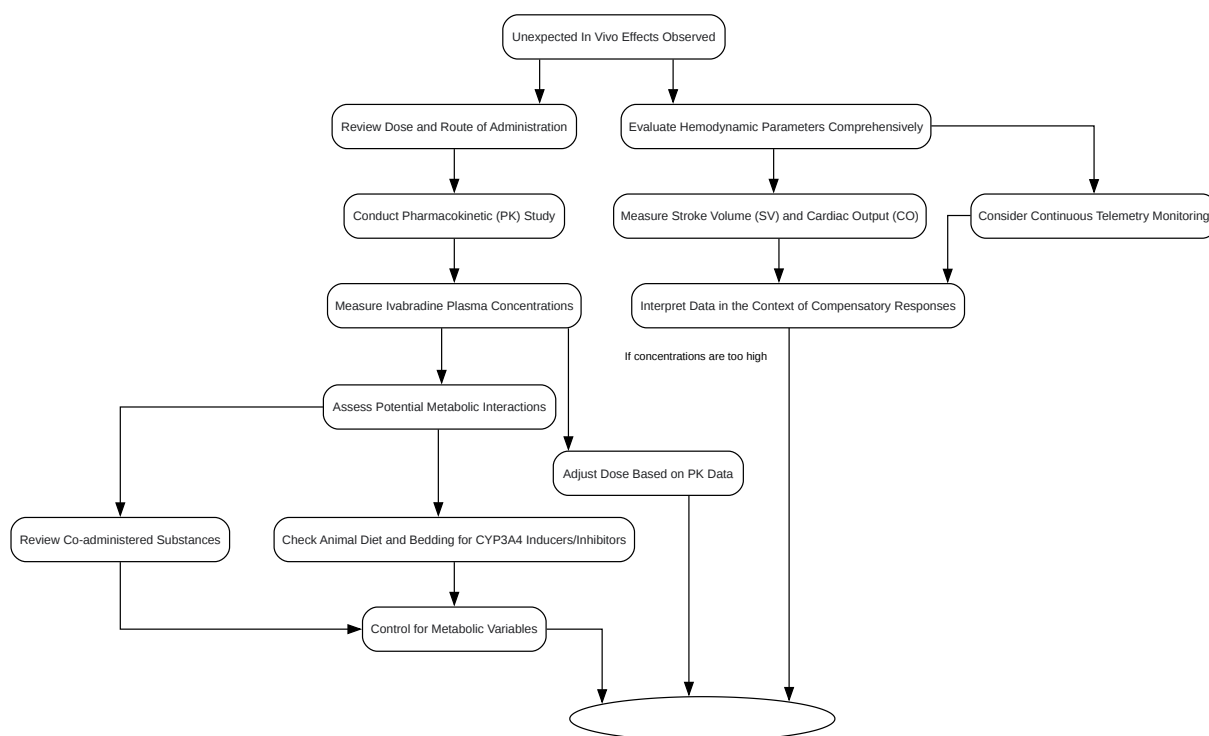 Unexpected In Vivo Effects Observed
Review Dose and Route of Administration
Evaluate Hemodynamic Parameters Comprehensively
Conduct Pharmacokinetic (PK) Study
Measure Stroke Volume (SV) and Cardiac Output (CO)
Consider Continuous Telemetry Monitoring
Measure Ivabradine Plasma Concentrations
Interpret Data in the Context of Compensatory Responses
If concentrations are too high
Assess Potential Metabolic Interactions
Adjust Dose Based on PK Data
Review Co-administered Substances
Check Animal Diet and Bedding for CYP3A4 Inducers/Inhibitors
Control for Metabolic Variables